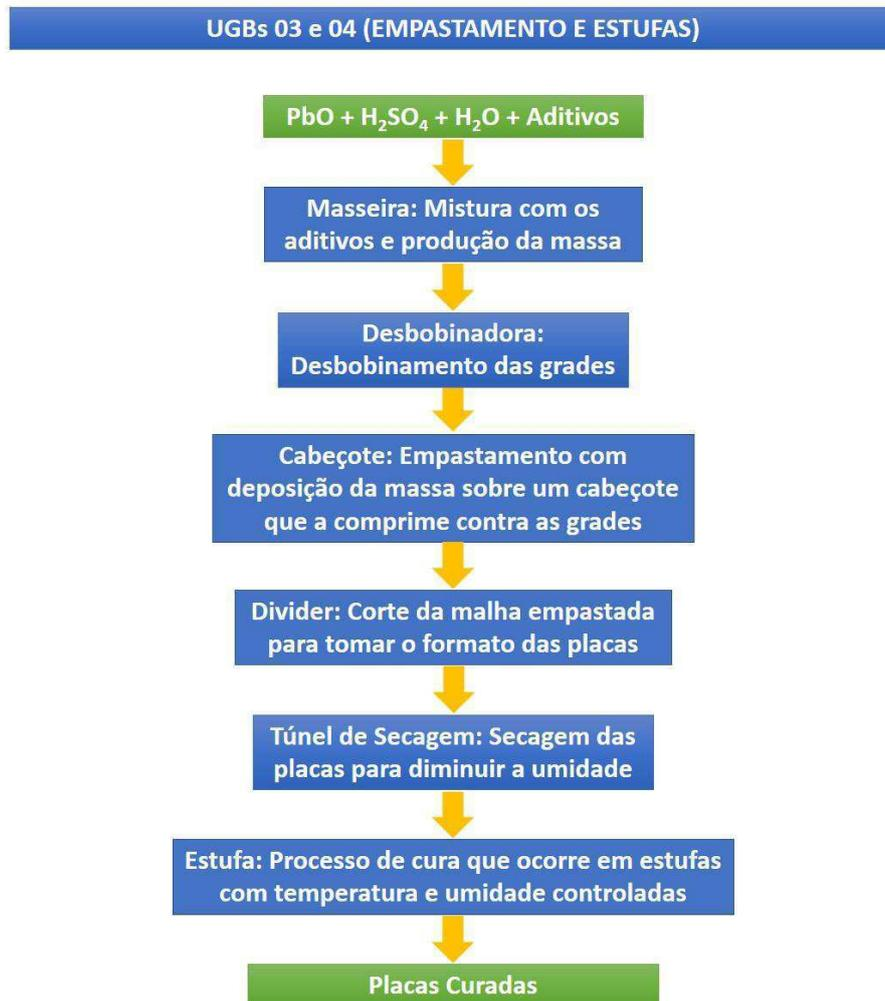 UGBs 03 e 04 (EMPASTAMENTO E ESTUFAS)
PbO + H₂SO₄ + H₂O + Aditivos
Masseira: Mistura com os
aditivos e produção da massa
Desbobinadora:
Desbobinamento das grades
Cabeçote: Empastamento com
deposição da massa sobre um cabeçote
que a comprime contra as grades
Divider: Corte da malha empastada
para tomar o formato das placas
Túnel de Secagem: Secagem das
placas para diminuir a umidade
Estufa: Processo de cura que ocorre em estufas
com temperatura e umidade controladas
Placas Curadas